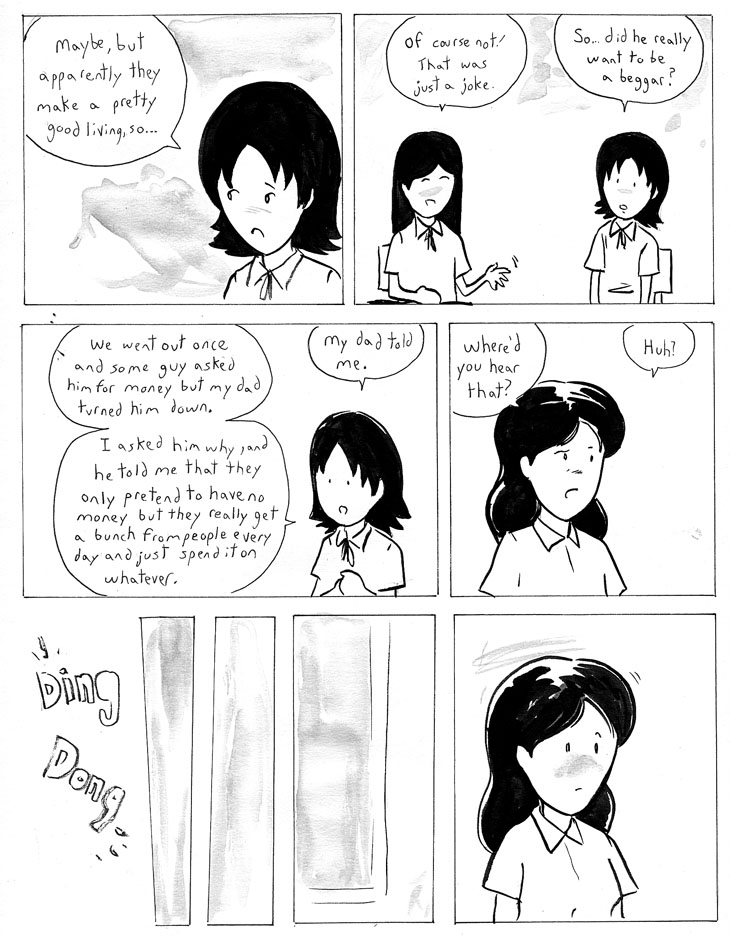 So... did he really
want to be
a beggar?
Of course not!
That was
just a joke.
Maybe, but
apparently they
make a pretty
good living, so...
Huh?
Where'd
you hear
that?
My dad told
me.
We went out once
and some guy asked
him for money but my dad
turned him down.
I asked him why, and
he told me that they
only pretend to have no
money but they really get
a bunch from people every
day and just spend it on
whatever.
Ding
Dong